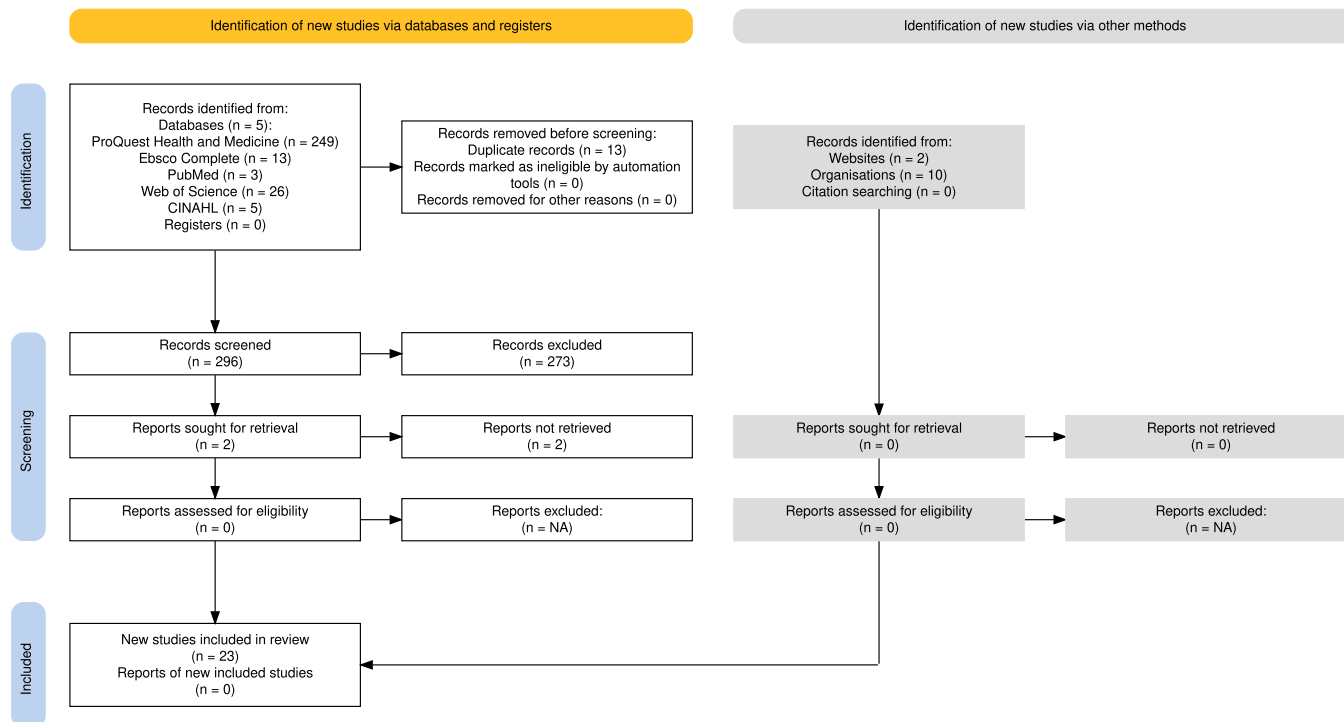 Identification of new studies via databases and registers
Identification of new studies via other methods
Identification
Records identified from:
Databases (n = 5):
ProQuest Health and Medicine (n = 249)
Ebsco Complete (n = 13)
PubMed (n = 3)
Web of Science (n = 26)
CINAHL (n = 5)
Registers (n = 0)
Records removed before screening:
Duplicate records (n = 13)
Records marked as ineligible by automation
tools (n = 0)
Records removed for other reasons (n = 0)
Records identified from:
Websites (n = 2)
Organisations (n = 10)
Citation searching (n = 0)
Screening
Records screened
(n = 296)
Records excluded
(n = 273)
Reports sought for retrieval
(n = 2)
Reports not retrieved
(n = 2)
Reports sought for retrieval
(n = 0)
Reports not retrieved
(n = 0)
Reports assessed for eligibility
(n = 0)
Reports excluded:
(n = NA)
Reports assessed for eligibility
(n = 0)
Reports excluded:
(n = NA)
Included
New studies included in review
(n = 23)
Reports of new included studies
(n = 0)